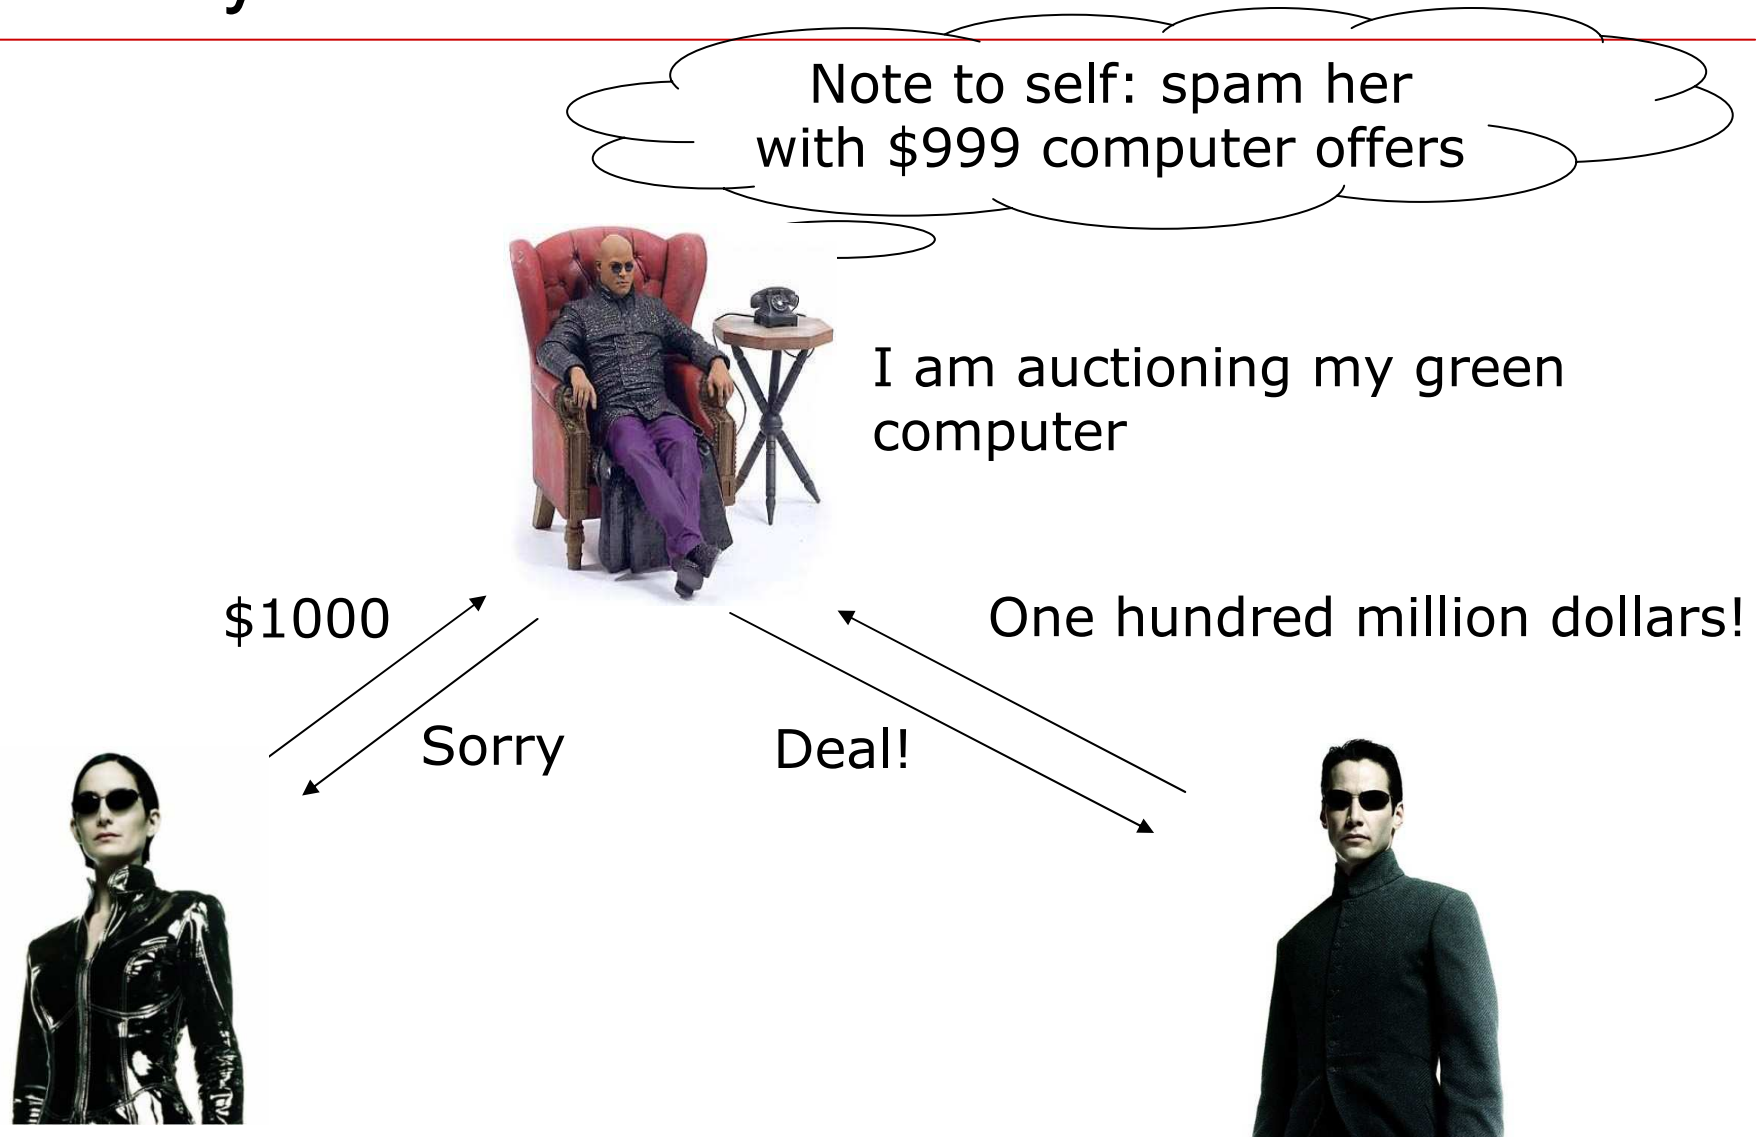 Note to self: spam her
with $999 computer offers
I am auctioning my green
computer
$1000
One hundred million dollars!
Sorry
Deal!